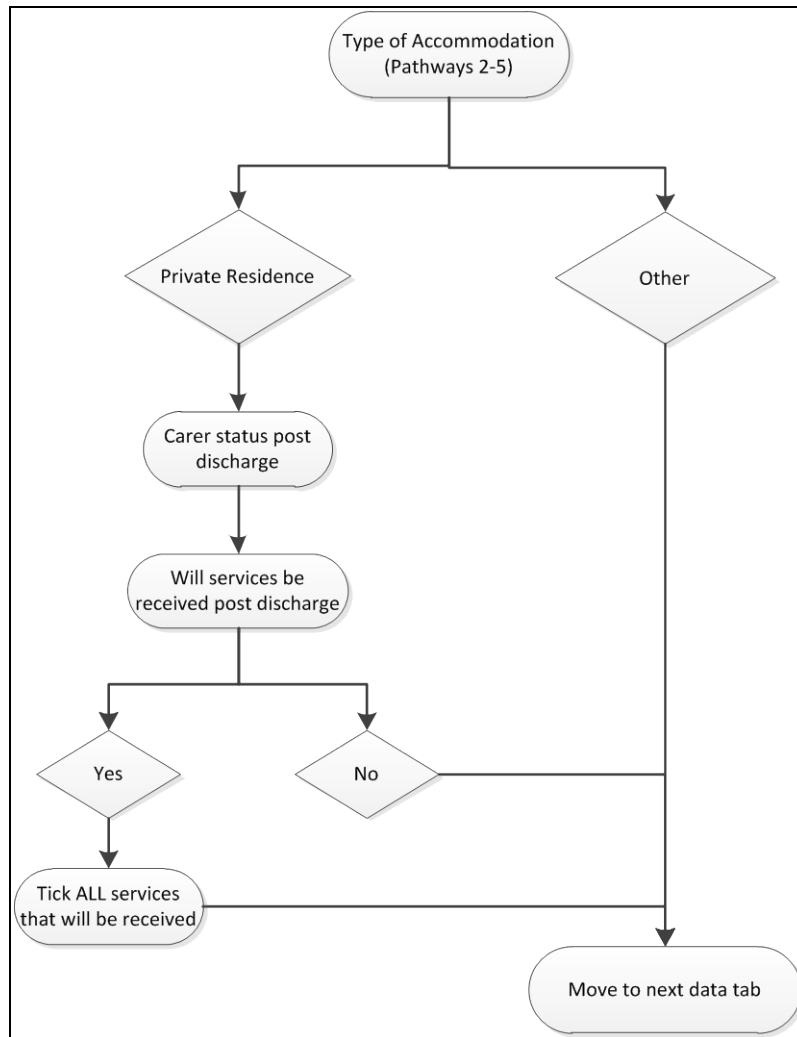 Type of Accommodation
(Pathways 2-5)
Private Residence
Other
Carer status post
discharge
Will services be
received post discharge
Yes
No
Tick ALL services
that will be received
Move to next data tab